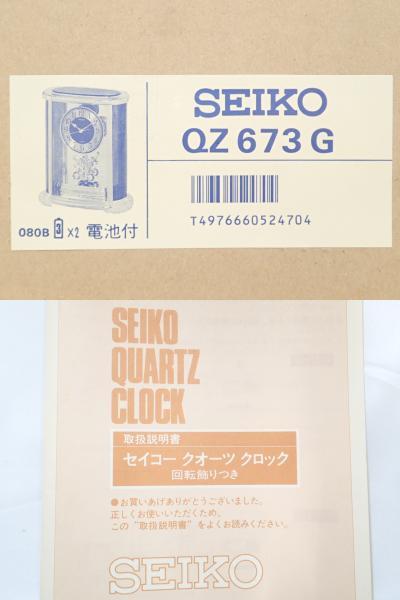 SEIKO
QZ 673 G
T4976660524704
080B 3 X2 電池付
SEIKO
QUARTZ
CLOCK
取扱説明書
セイコー クオーツ クロック
回転飾りつき
●お買いあげありがとうございました。
正しくお使いいただくため、
この“取扱説明書”をよくお読みください。
SEIKO